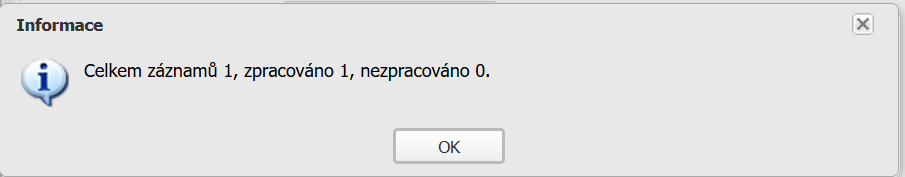 Informace
Celkem záznamů 1, zpracováno 1, nezpracováno 0.
OK